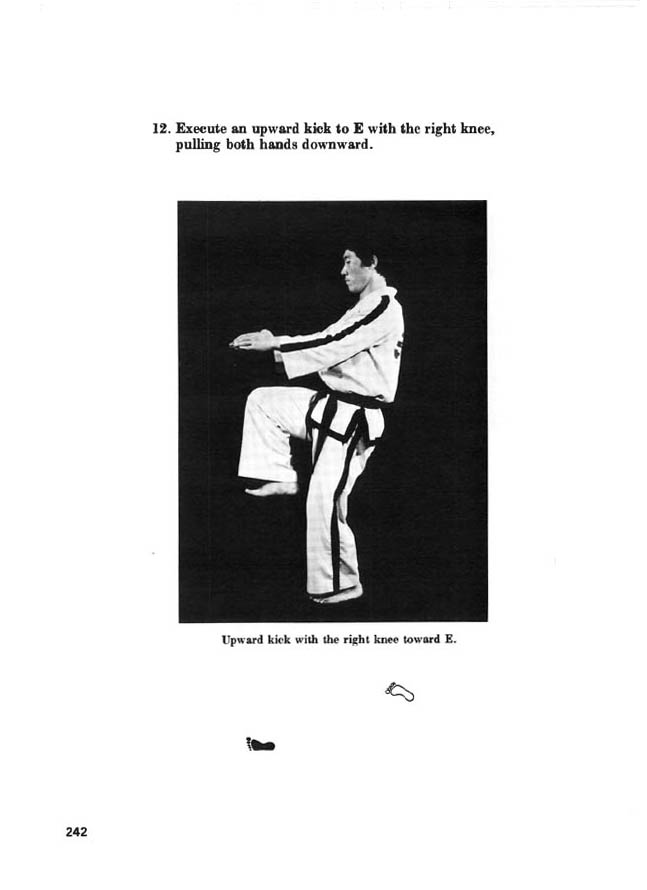 12. Execute an upward kick to E with the right knee,
pulling both hands downward.
Upward kick with the right knee toward E.
242